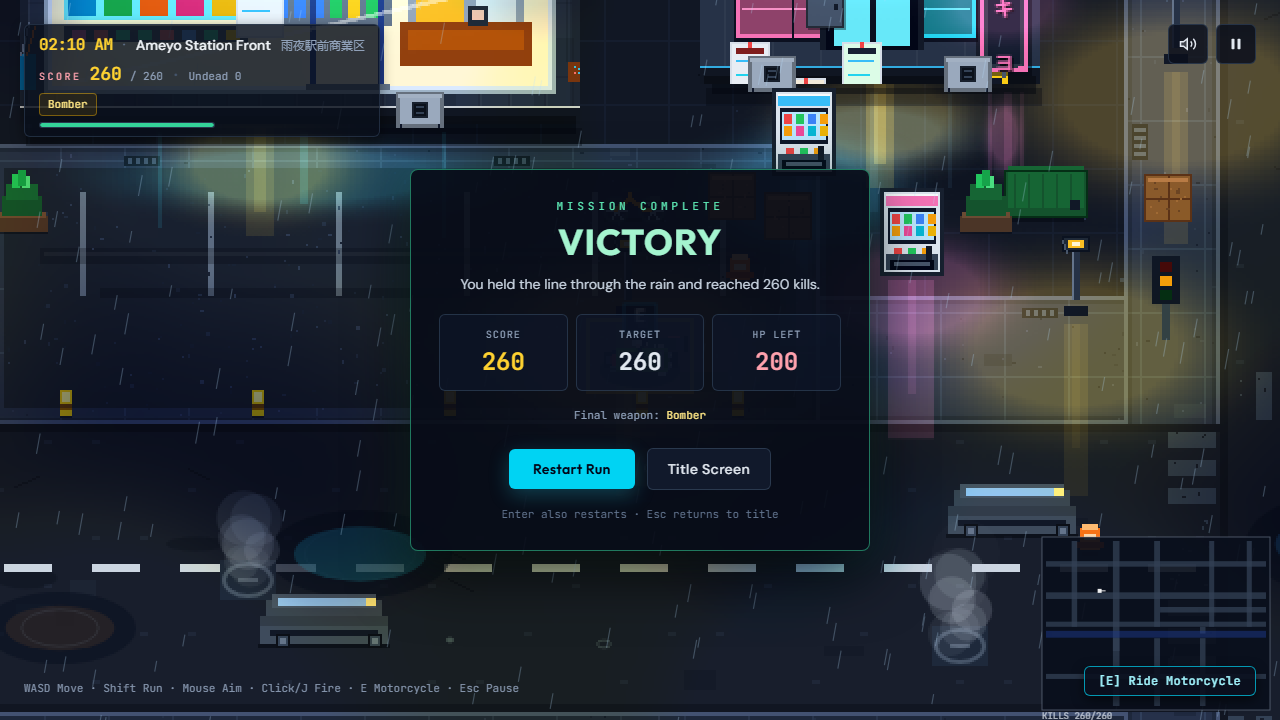 02:10 AM · Ameyo Station Front 雨夜駅前商業区
SCORE 260 / 260 · Undead 0
Bomber
MISSION COMPLETE
VICTORY
You held the line through the rain and reached 260 kills.
SCORE TARGET HP LEFT
260 260 200
Final weapon: Bomber
Restart Run Title Screen
Enter also restarts · Esc returns to title
WASD Move · Shift Run · Mouse Aim · Click/J Fire · E Motorcycle · Esc Pause
[E] Ride Motorcycle
KILLS 260/260